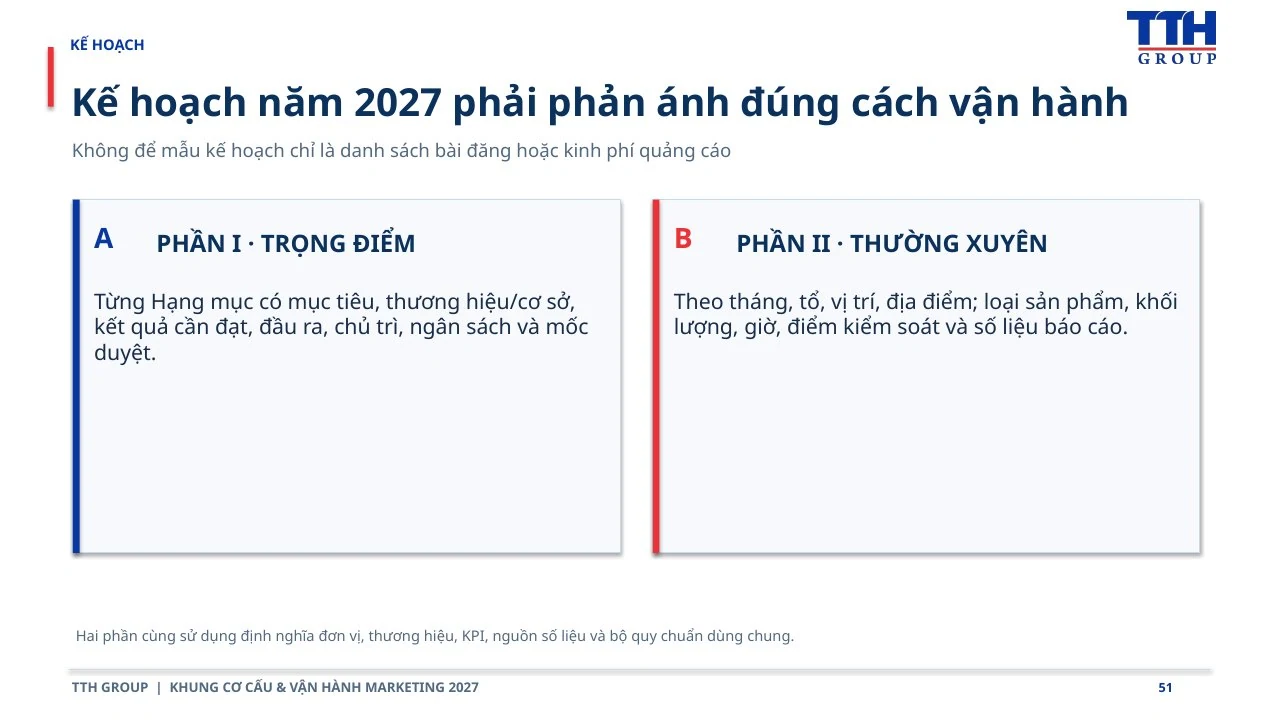 TTH
GROUP
KẾ HOẠCH
Kế hoạch năm 2027 phải phản ánh đúng cách vận hành
Không để mẫu kế hoạch chỉ là danh sách bài đăng hoặc kinh phí quảng cáo
A PHẦN I · TRỌNG ĐIỂM
Từng Hạng mục có mục tiêu, thương hiệu/cơ sở,
kết quả cần đạt, đầu ra, chủ trì, ngân sách và mốc
duyệt.
B PHẦN II · THƯỜNG XUYÊN
Theo tháng, tổ, vị trí, địa điểm; loại sản phẩm, khối
lượng, giờ, điểm kiểm soát và số liệu báo cáo.
Hai phần cùng sử dụng định nghĩa đơn vị, thương hiệu, KPI, nguồn số liệu và bộ quy chuẩn dùng chung.
TTH GROUP | KHUNG CƠ CẤU & VẬN HÀNH MARKETING 2027
51